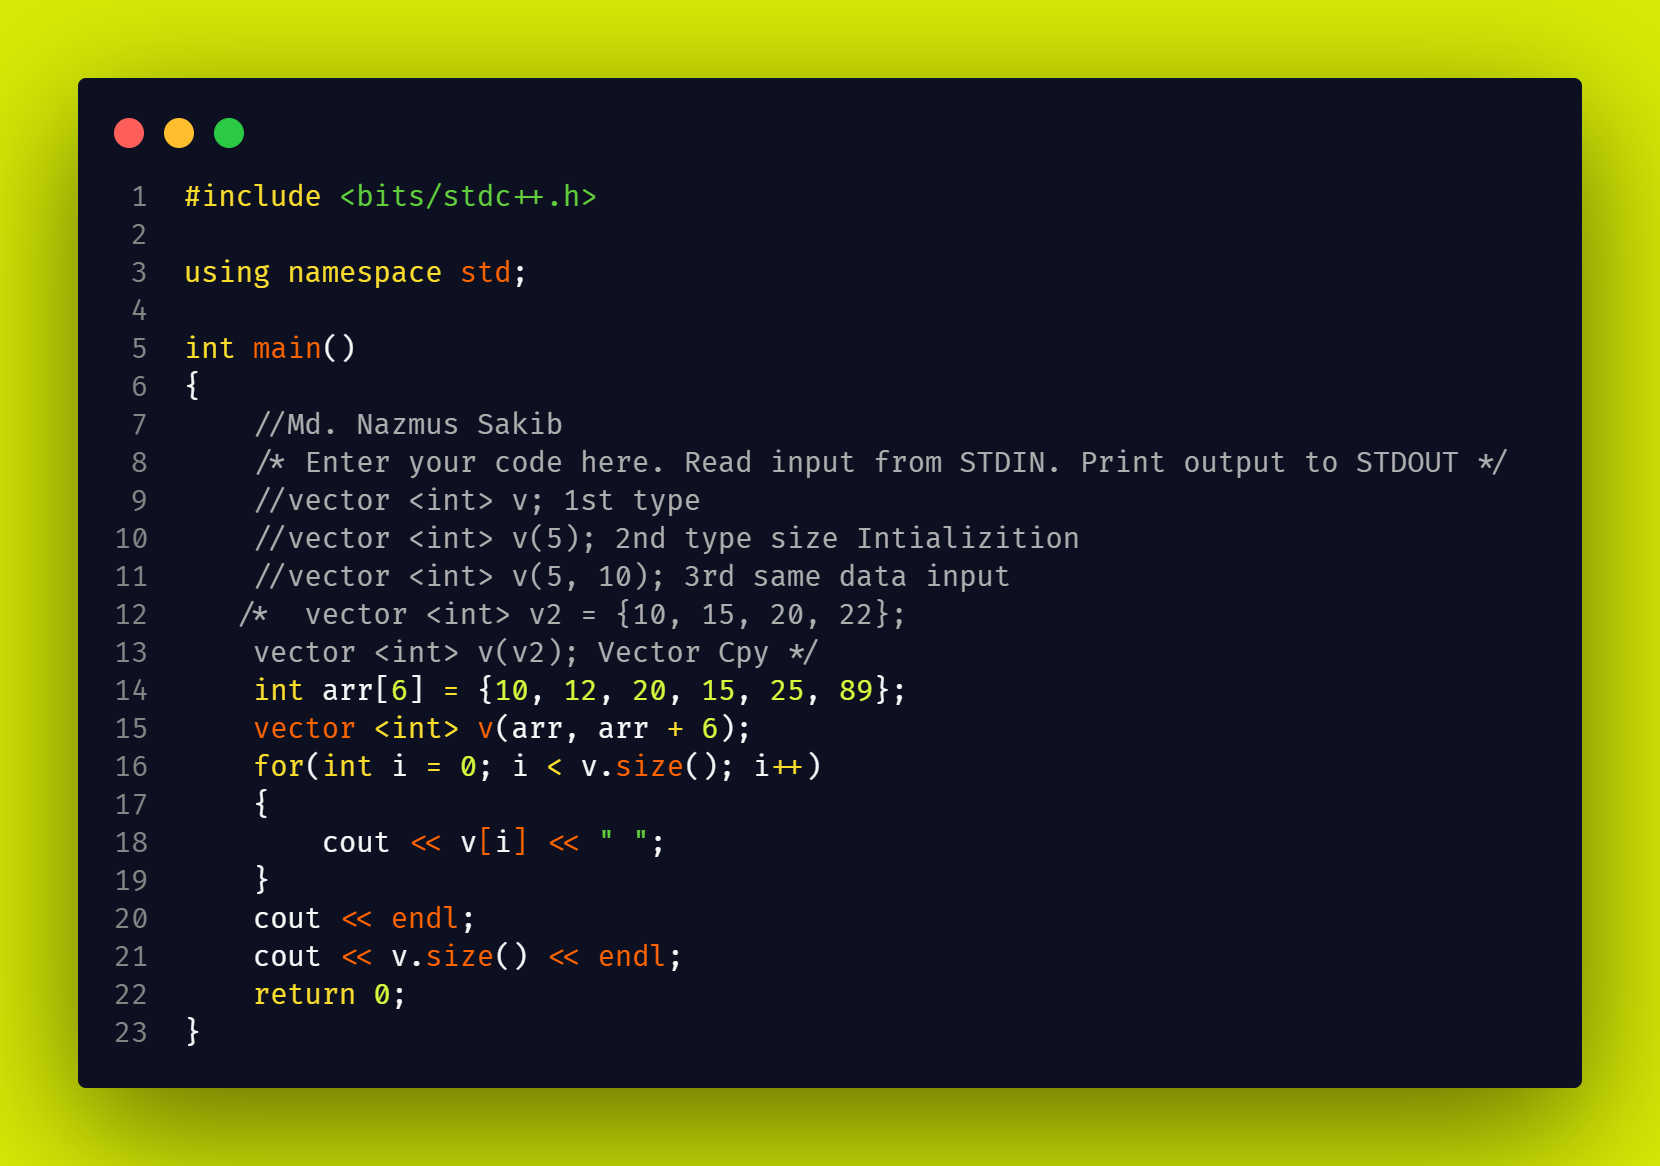 1 #include <bits/stdc++.h>
2
3 using namespace std;
4
5 int main()
6 {
7     //Md. Nazmus Sakib
8     /* Enter your code here. Read input from STDIN. Print output to STDOUT */
9     //vector <int> v; 1st type
10     //vector <int> v(5); 2nd type size Intializition
11     //vector <int> v(5, 10); 3rd same data input
12    /*  vector <int> v2 = {10, 15, 20, 22};
13     vector <int> v(v2); Vector Cpy */
14     int arr[6] = {10, 12, 20, 15, 25, 89};
15     vector <int> v(arr, arr + 6);
16     for(int i = 0; i < v.size(); i++)
17     {
18         cout << v[i] << " ";
19     }
20     cout << endl;
21     cout << v.size() << endl;
22     return 0;
23 }